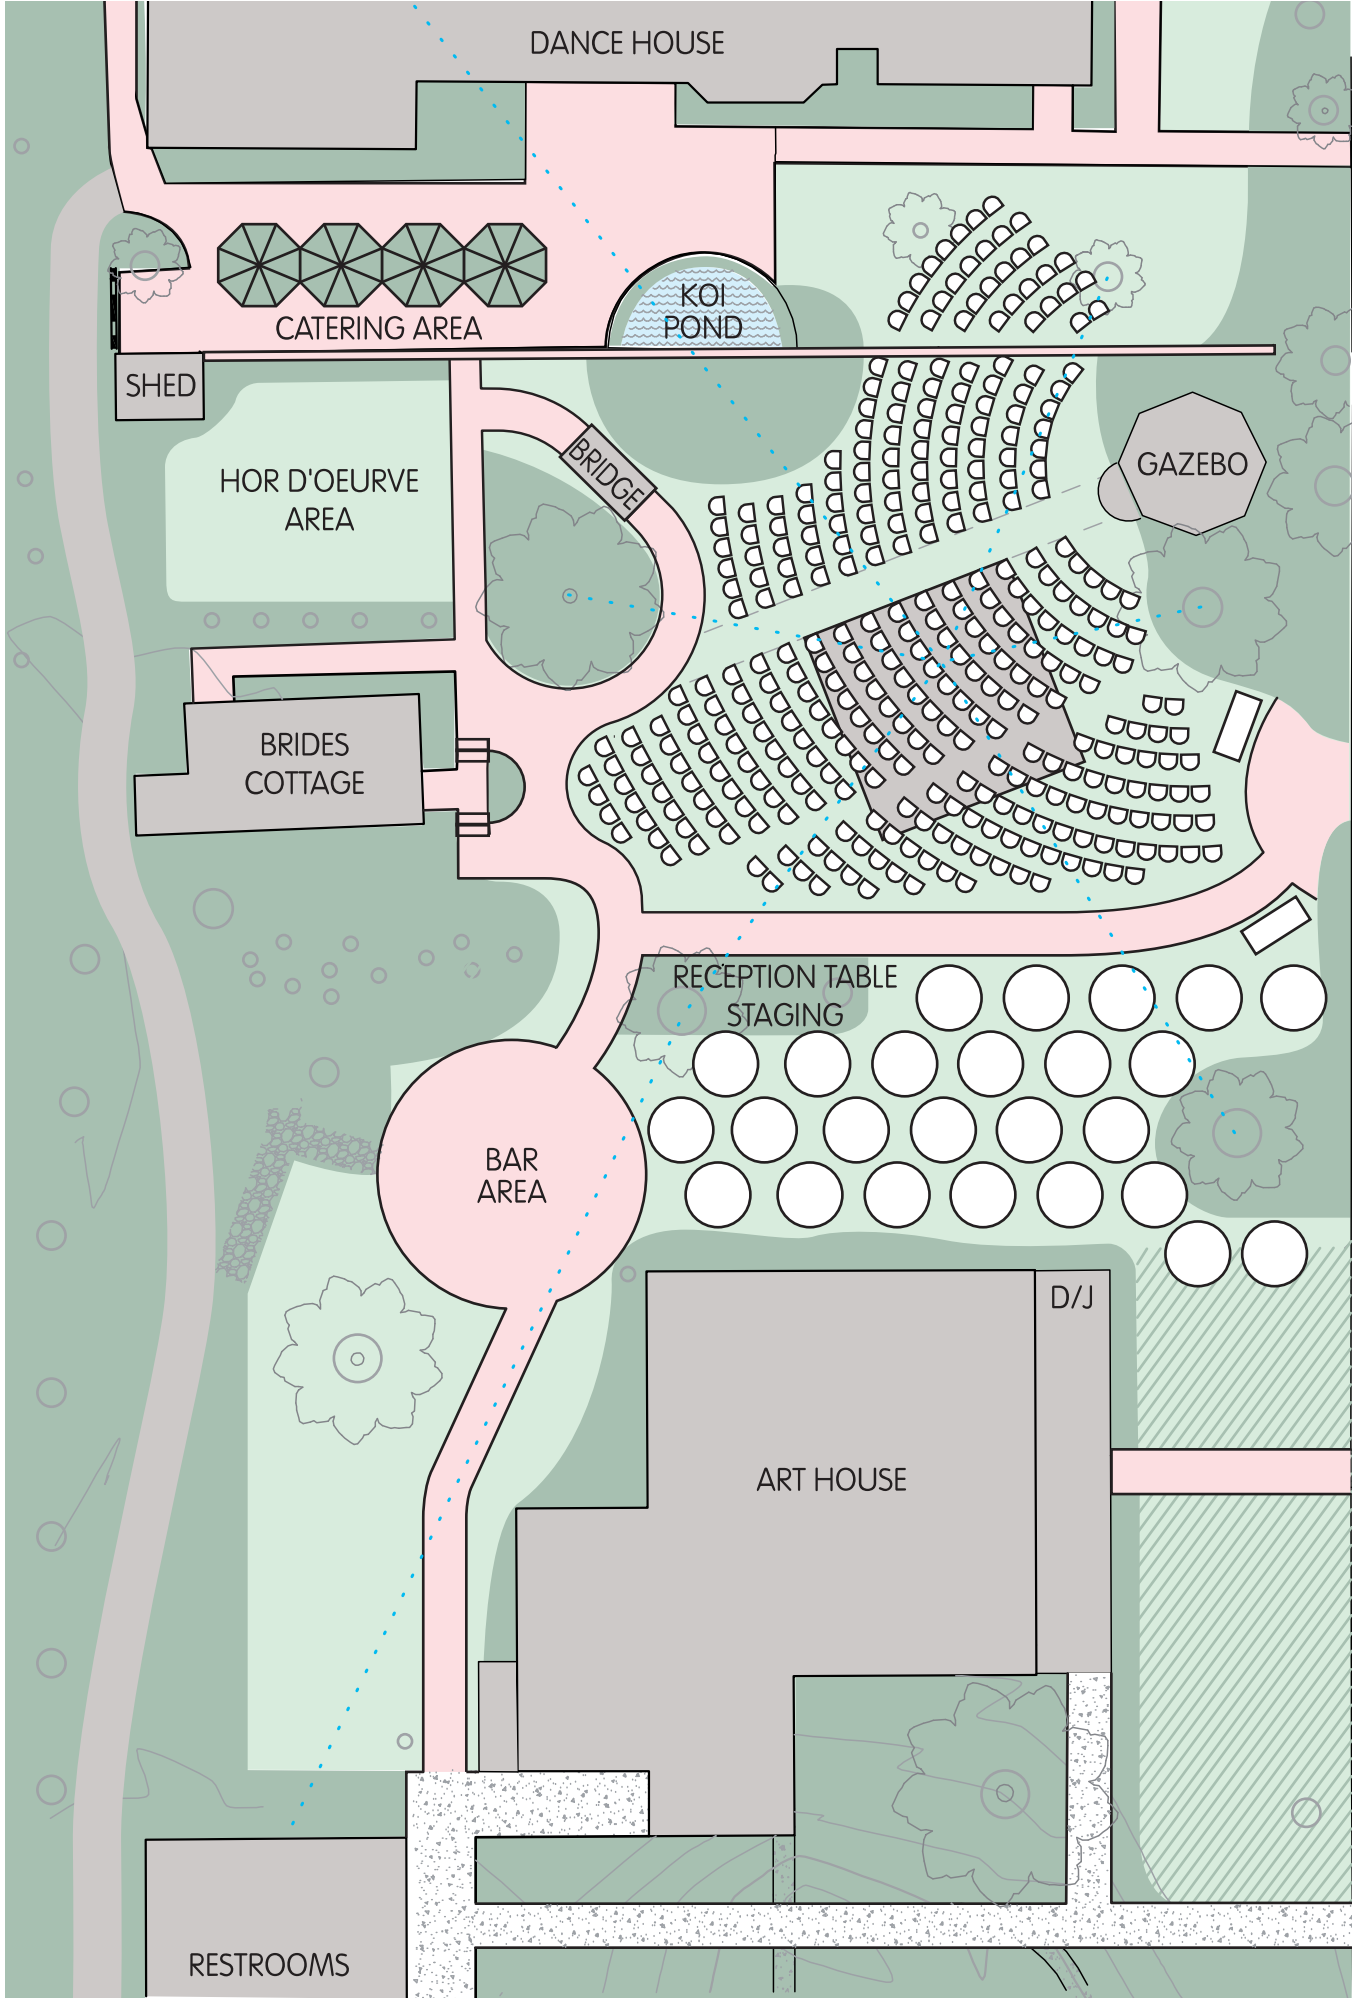 DANCE HOUSE
KOI
POND
CATERING AREA
SHED
BRIDGE
GAZEBO
HOR D'OEURVE
AREA
BRIDES
COTTAGE
RECEPTION TABLE
STAGING
BAR
AREA
D/J
ART HOUSE
RESTROOMS